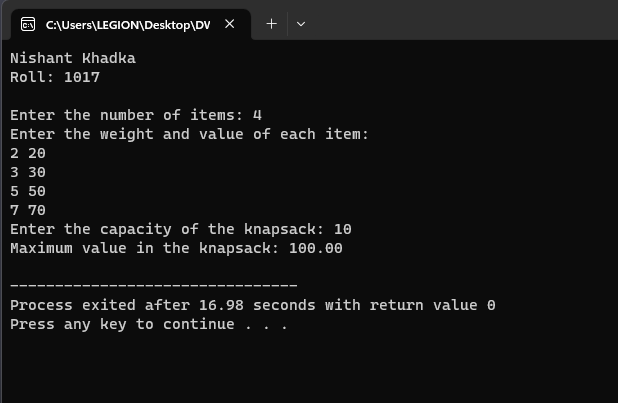 C:\Users\LEGION\Desktop\DV
Nishant Khadka
Roll: 1017
Enter the number of items: 4
Enter the weight and value of each item:
2 20
3 30
5 50
7 70
Enter the capacity of the knapsack: 10
Maximum value in the knapsack: 100.00
--------------------------------
Process exited after 16.98 seconds with return value 0
Press any key to continue . . .